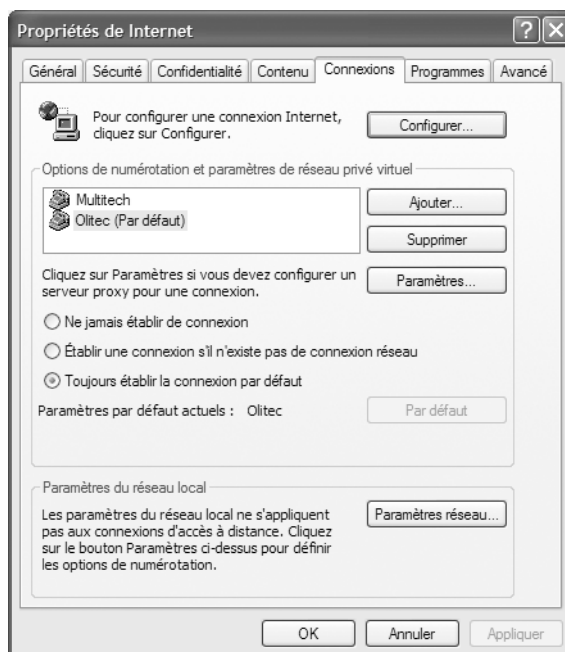 Propriétés de Internet
Général Sécurité Confidentialité Contenu Connexions Programmes Avancé
Pour configurer une connexion Internet,
cliquez sur Configurer.
Configurer...
Options de numérotation et paramètres de réseau privé virtuel
Multitech
Olitec (Par défaut)
Ajouter...
Supprimer
Cliquez sur Paramètres si vous devez configurer un
serveur proxy pour une connexion.
Paramètres...
Ne jamais établir de connexion
Établir une connexion s'il n'existe pas de connexion réseau
Toujours établir la connexion par défaut
Paramètres par défaut actuels : Olitec
Par défaut
Paramètres du réseau local
Les paramètres du réseau local ne s'appliquent
pas aux connexions d'accès à distance. Cliquez
sur le bouton Paramètres ci-dessus pour définir
les options de numérotation.
Paramètres réseau...
OK Annuler Appliquer